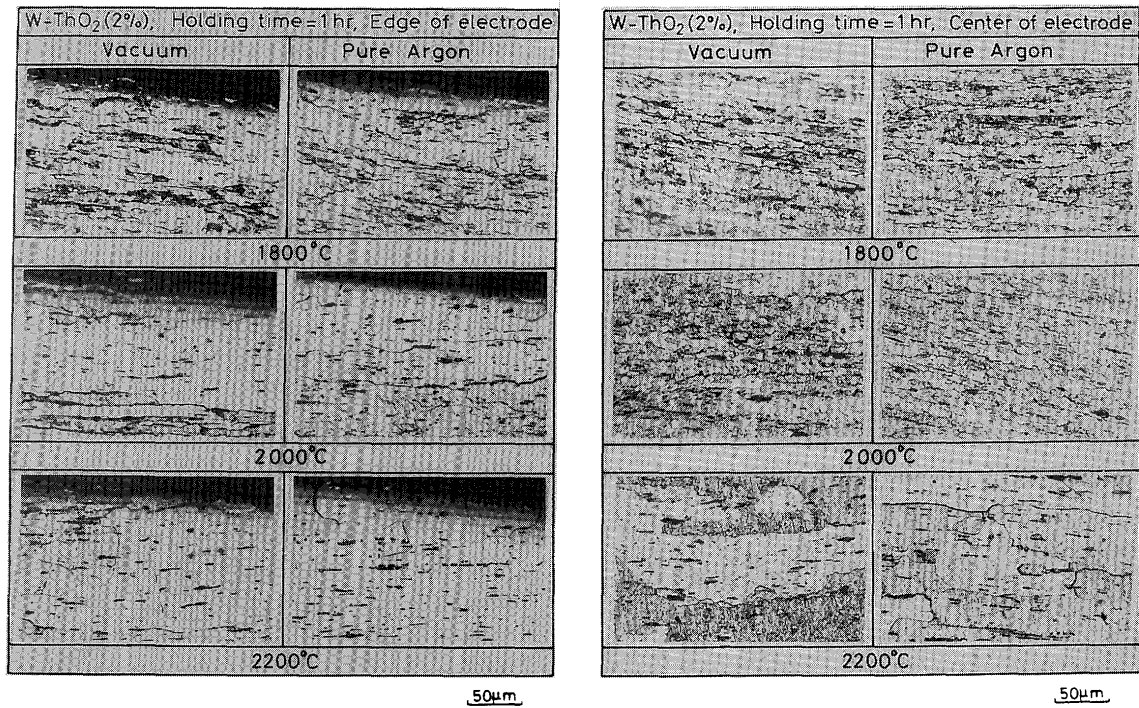 W-ThO₂(2%), Holding time=1hr, Edge of electrode
Vacuum Pure Argon
1800°C
2000°C
2200°C
50μm
W-ThO₂(2%), Holding time=1hr, Center of electrode
Vacuum Pure Argon
1800°C
2000°C
2200°C
50μm